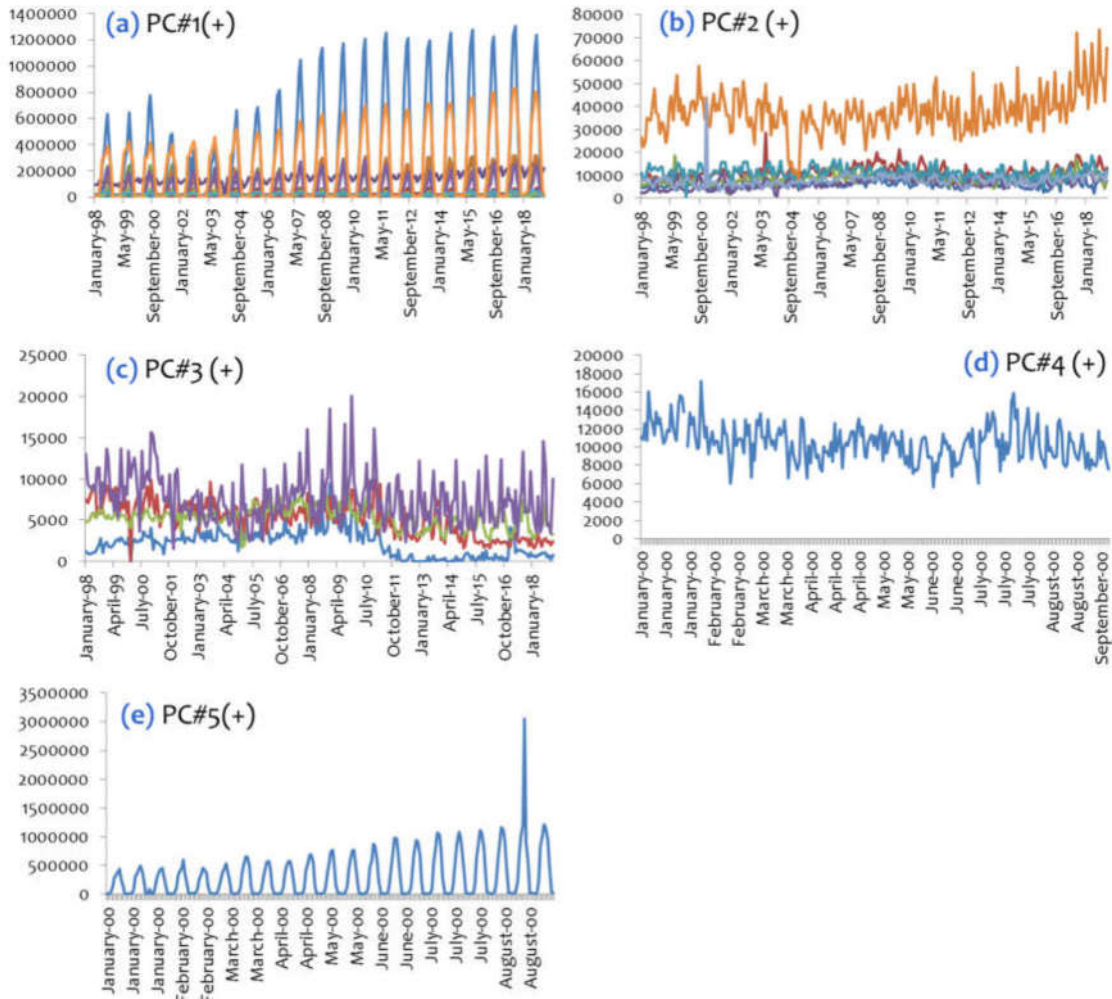 (a) PC#1(+)
1400000
1200000
1000000
800000
600000
400000
200000
0
January-98
May-99
September-00
January-02
May-03
September-04
January-06
May-07
September-08
January-10
May-11
September-12
January-14
May-15
September-16
January-18
(b) PC#2 (+)
80000
70000
60000
50000
40000
30000
20000
10000
0
January-98
May-99
September-00
January-02
May-03
September-04
January-06
May-07
September-08
January-10
May-11
September-12
January-14
May-15
September-16
January-18
(c) PC#3 (+)
25000
20000
15000
10000
5000
0
January-98
April-99
July-00
October-01
January-03
April-04
July-05
October-06
January-08
April-09
July-10
October-11
January-13
April-14
July-15
October-16
January-18
(d) PC#4 (+)
20000
18000
16000
14000
12000
10000
8000
6000
4000
2000
0
January-00
January-00
January-00
February-00
February-00
March-00
March-00
April-00
April-00
May-00
May-00
June-00
June-00
July-00
July-00
July-00
August-00
August-00
September-00
(e) PC#5(+)
3500000
3000000
2500000
2000000
1500000
1000000
500000
0
January-00
January-00
January-00
February-00
February-00
March-00
March-00
April-00
April-00
May-00
May-00
June-00
June-00
July-00
July-00
July-00
August-00
August-00